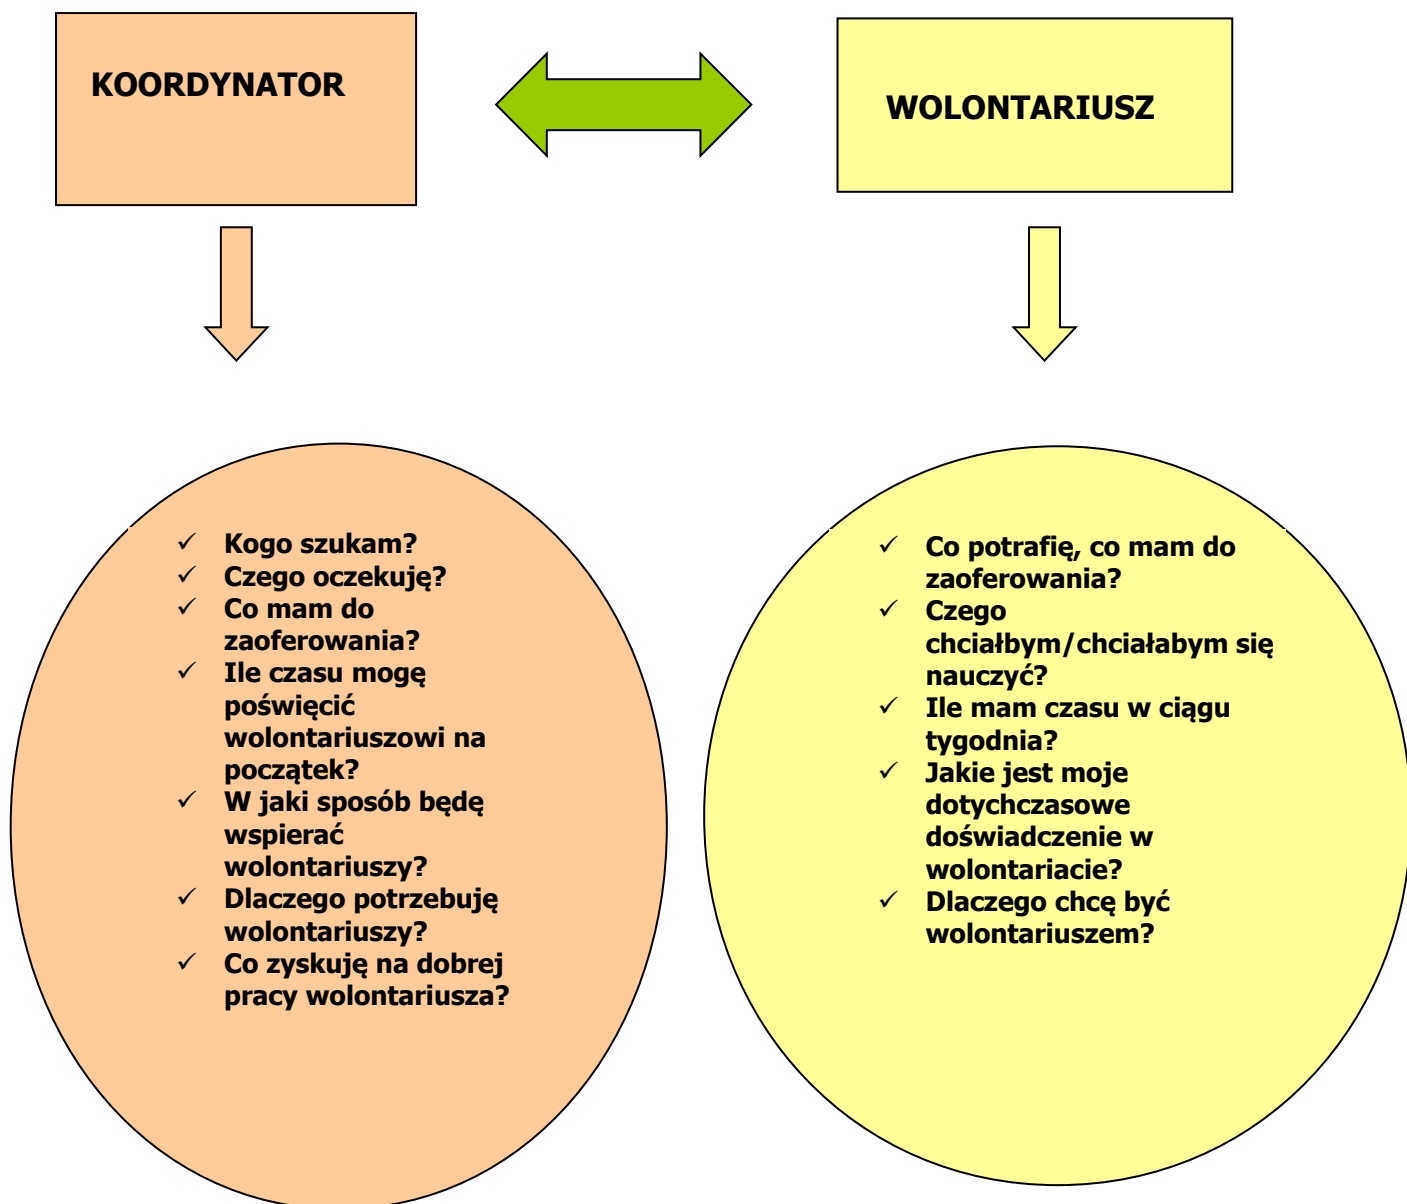 KOORDYNATOR
WOLONTARIUSZ
✓ Kogo szukam?
✓ Czego oczekuję?
✓ Co mam do
zaoferowania?
✓ Ile czasu mogę
poświęcić
wolontariuszowi na
początek?
✓ W jaki sposób będę
wspierać
wolontariuszy?
✓ Dlaczego potrzebuję
wolontariuszy?
✓ Co zyskuję na dobrej
pracy wolontariusza?
✓ Co potrafię, co mam do
zaoferowania?
✓ Czego
chciałbym/chciałabym się
nauczyć?
✓ Ile mam czasu w ciągu
tygodnia?
✓ Jakie jest moje
dotychczasowe
doświadczenie w
wolontariacie?
✓ Dlaczego chcę być
wolontariuszem?